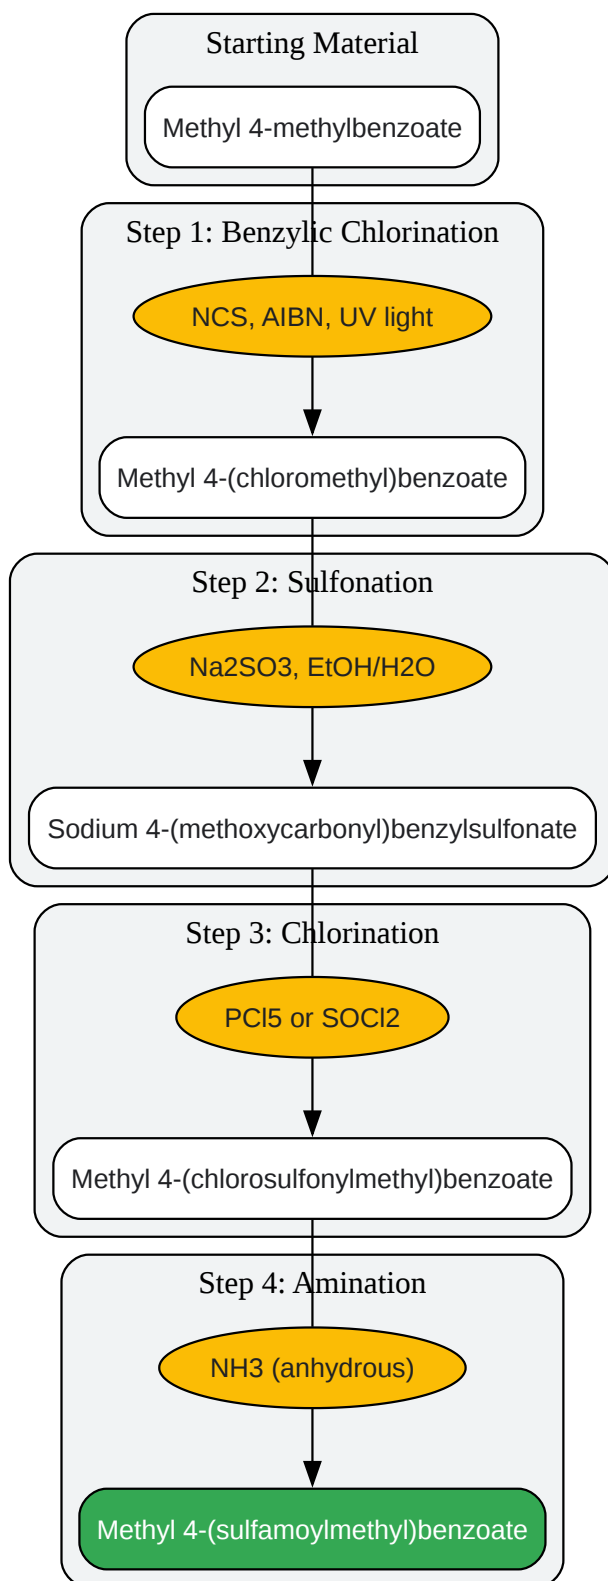 Starting Material
Methyl 4-methylbenzoate
Step 1: Benzylic Chlorination
NCS, AIBN, UV light
Methyl 4-(chloromethyl)benzoate
Step 2: Sulfonation
Na2SO3, EtOH/H2O
Sodium 4-(methoxycarbonyl)benzylsulfonate
Step 3: Chlorination
PCl5 or SOCl2
Methyl 4-(chlorosulfonylmethyl)benzoate
Step 4: Amination
NH3 (anhydrous)
Methyl 4-(sulfamoylmethyl)benzoate